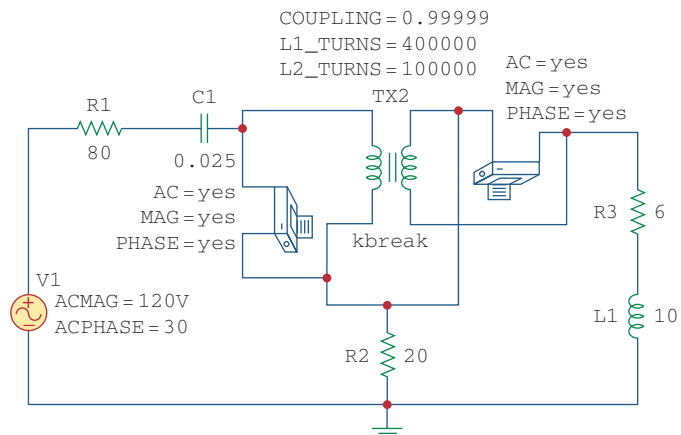 COUPLING = 0.99999
L1_TURNS = 400000
L2_TURNS = 100000
TX2
AC = yes
MAG = yes
PHASE = yes
R1
80
C1
0.025
AC = yes
MAG = yes
PHASE = yes
kbreak
R3
6
V1
ACMAG = 120V
ACPHASE = 30
L1
10
R2
20